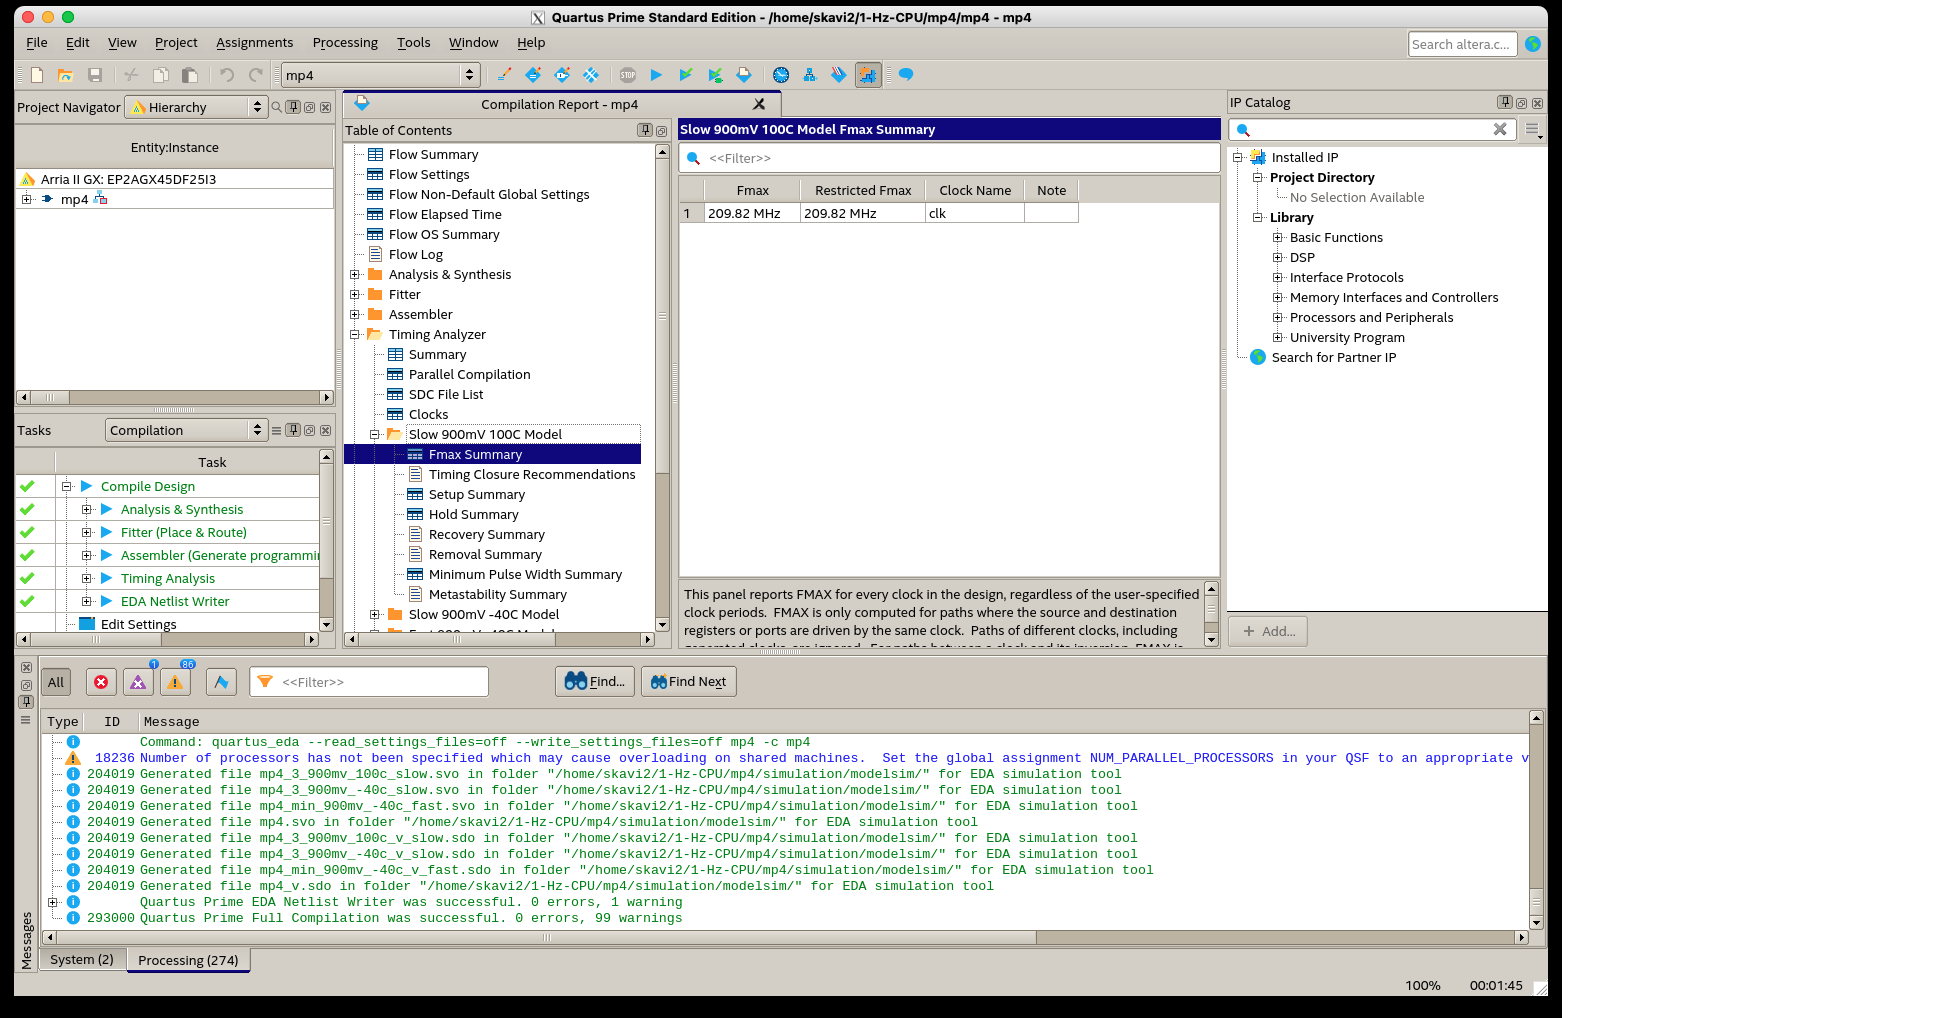 Quartus Prime Standard Edition - /home/skavi2/1-Hz-CPU/mp4/mp4 - mp4
File Edit View Project Assignments Processing Tools Window Help
Search altera.c...
mp4
STOP
Project Navigator Hierarchy
Entity:Instance
Arria II GX: EP2AGX45DF25I3
mp4
Tasks Compilation
Task
Compile Design
Analysis & Synthesis
Fitter (Place & Route)
Assembler (Generate programmi
Timing Analysis
EDA Netlist Writer
Edit Settings
Compilation Report - mp4
Table of Contents
Flow Summary
Flow Settings
Flow Non-Default Global Settings
Flow Elapsed Time
Flow OS Summary
Flow Log
Analysis & Synthesis
Fitter
Assembler
Timing Analyzer
Summary
Parallel Compilation
SDC File List
Clocks
Slow 900mV 100C Model
Fmax Summary
Timing Closure Recommendations
Setup Summary
Hold Summary
Recovery Summary
Removal Summary
Minimum Pulse Width Summary
Metastability Summary
Slow 900mV -40C Model
Slow 900mV 100C Model Fmax Summary
<<Filter>>
Fmax Restricted Fmax Clock Name Note
1 209.82 MHz 209.82 MHz clk
This panel reports FMAX for every clock in the design, regardless of the user-specified
clock periods. FMAX is only computed for paths where the source and destination
registers or ports are driven by the same clock. Paths of different clocks, including
generated clocks, are ignored. For paths between a clock and its inversion, FMAX is
IP Catalog
Installed IP
Project Directory
No Selection Available
Library
Basic Functions
DSP
Interface Protocols
Memory Interfaces and Controllers
Processors and Peripherals
University Program
Search for Partner IP
+ Add...
All 1 86 <<Filter>> Find... Find Next
Type ID Message
Command: quartus_eda --read_settings_files=off --write_settings_files=off mp4 -c mp4
18236 Number of processors has not been specified which may cause overloading on shared machines. Set the global assignment NUM_PARALLEL_PROCESSORS in your QSF to an appropriate v
204019 Generated file mp4_3_900mv_100c_slow.svo in folder "/home/skavi2/1-Hz-CPU/mp4/simulation/modelsim/" for EDA simulation tool
204019 Generated file mp4_3_900mv_-40c_slow.svo in folder "/home/skavi2/1-Hz-CPU/mp4/simulation/modelsim/" for EDA simulation tool
204019 Generated file mp4_min_900mv_-40c_fast.svo in folder "/home/skavi2/1-Hz-CPU/mp4/simulation/modelsim/" for EDA simulation tool
204019 Generated file mp4.svo in folder "/home/skavi2/1-Hz-CPU/mp4/simulation/modelsim/" for EDA simulation tool
204019 Generated file mp4_3_900mv_100c_v_slow.sdo in folder "/home/skavi2/1-Hz-CPU/mp4/simulation/modelsim/" for EDA simulation tool
204019 Generated file mp4_3_900mv_-40c_v_slow.sdo in folder "/home/skavi2/1-Hz-CPU/mp4/simulation/modelsim/" for EDA simulation tool
204019 Generated file mp4_min_900mv_-40c_v_fast.sdo in folder "/home/skavi2/1-Hz-CPU/mp4/simulation/modelsim/" for EDA simulation tool
204019 Generated file mp4_v.sdo in folder "/home/skavi2/1-Hz-CPU/mp4/simulation/modelsim/" for EDA simulation tool
Quartus Prime EDA Netlist Writer was successful. 0 errors, 1 warning
293000 Quartus Prime Full Compilation was successful. 0 errors, 99 warnings
Messages
System (2) Processing (274)
100% 00:01:45